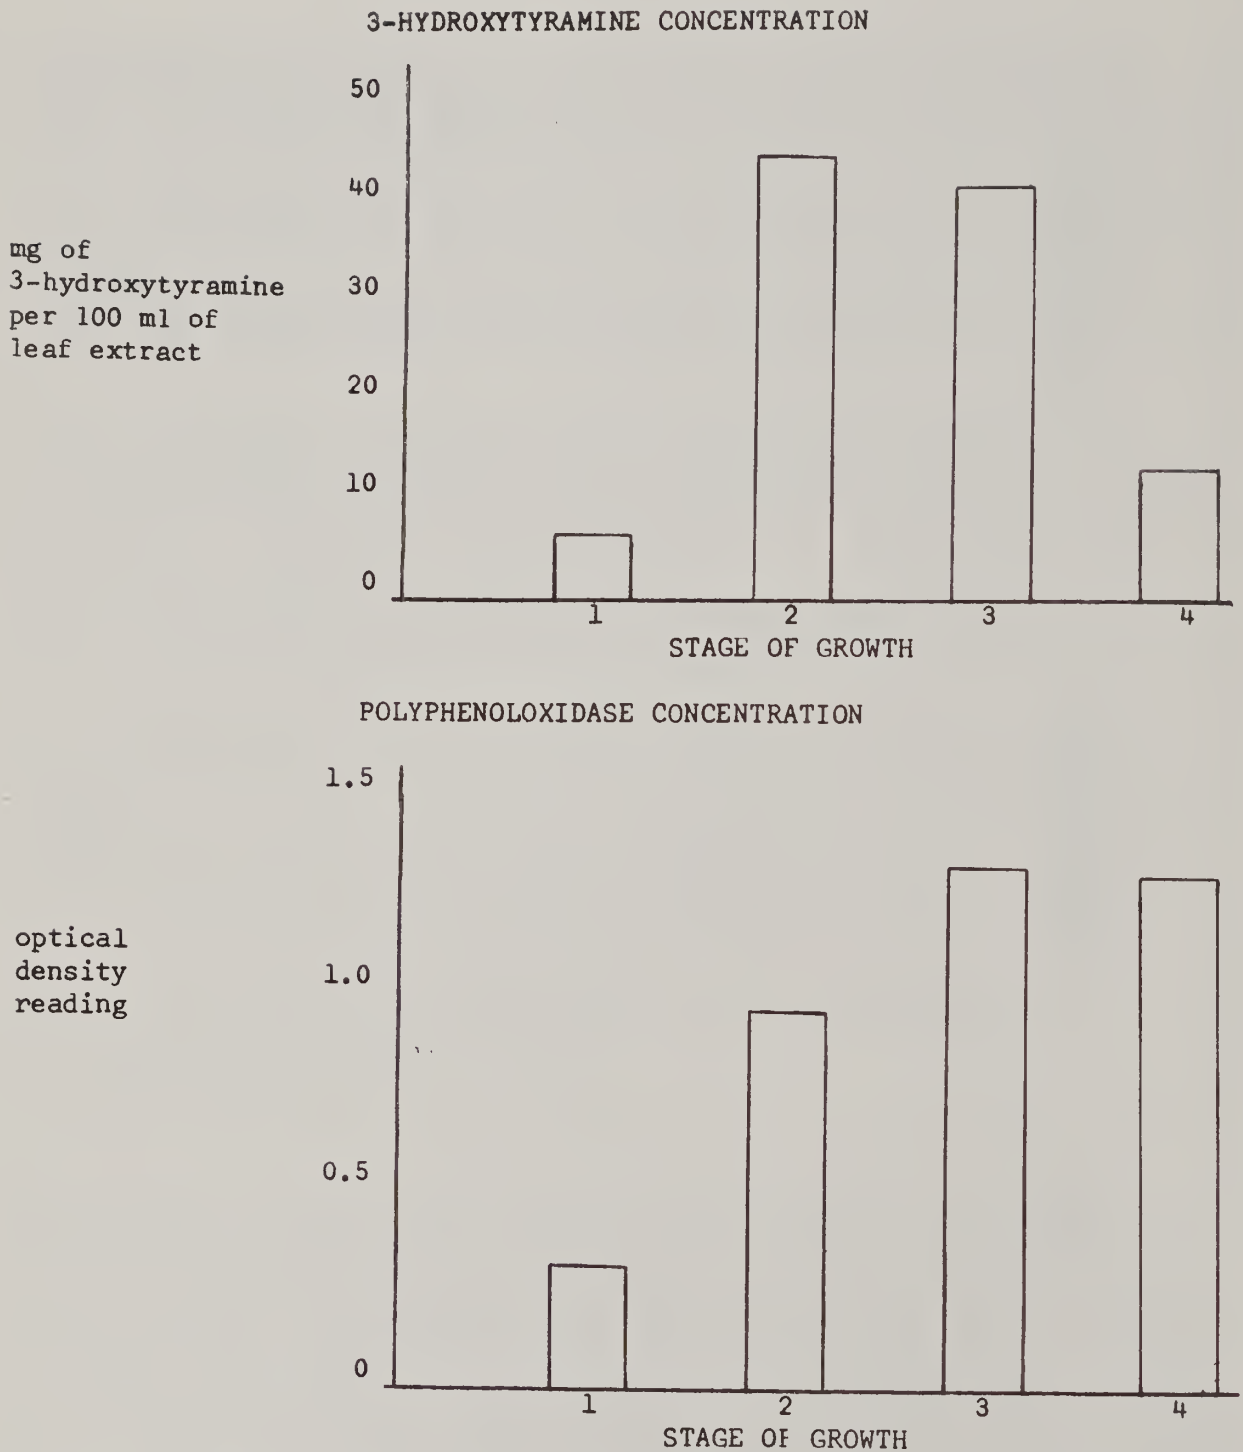 3-HYDROXYTYRAMINE CONCENTRATION
50
40
30
20
10
0
mg of
3-hydroxytyramine
per 100 ml of
leaf extract
1 2 3 4
STAGE OF GROWTH
POLYPHENOLOXIDASE CONCENTRATION
1.5
1.0
0.5
0
optical
density
reading
1 2 3 4
STAGE OF GROWTH